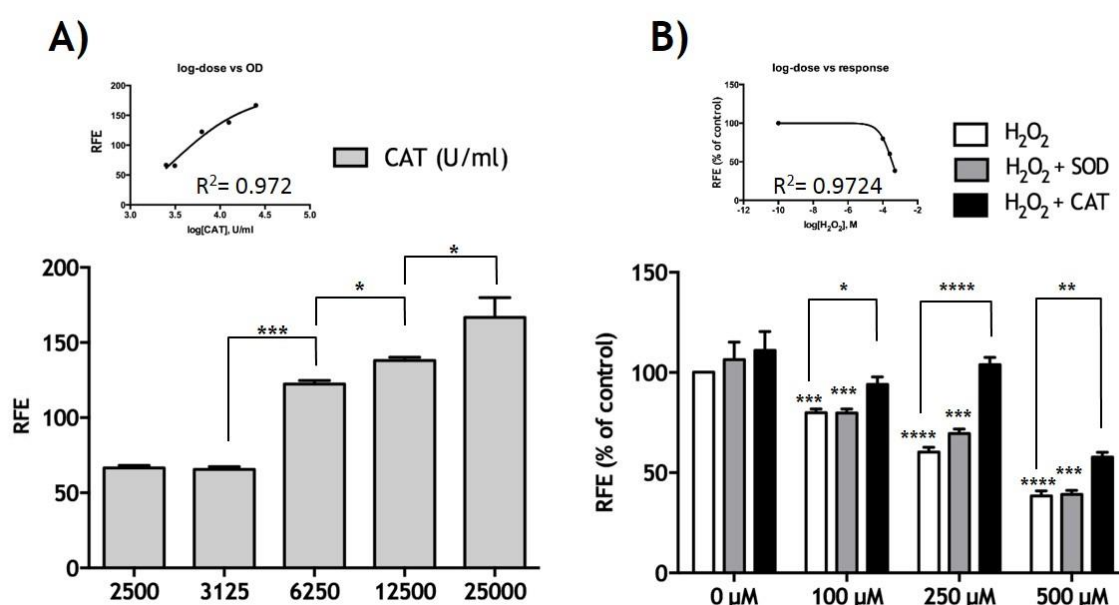 A)
log-dose vs OD
200
150
100
50
0
RFE
R²= 0.972
3.0 3.5 4.0 4.5 5.0
log[CAT], U/ml
CAT (U/ml)
200
150
100
50
0
RFE
***
*
*
2500 3125 6250 12500 25000
B)
log-dose vs response
150
100
50
0
RFE (% of control)
R²= 0.9724
-12 -10 -8 -6 -4 -2
log[H₂O₂], M
H₂O₂
H₂O₂ + SOD
H₂O₂ + CAT
150
100
50
0
RFE (% of control)
* **** **
*** ***
**** ***
**** ***
0 µM 100 µM 250 µM 500 µM